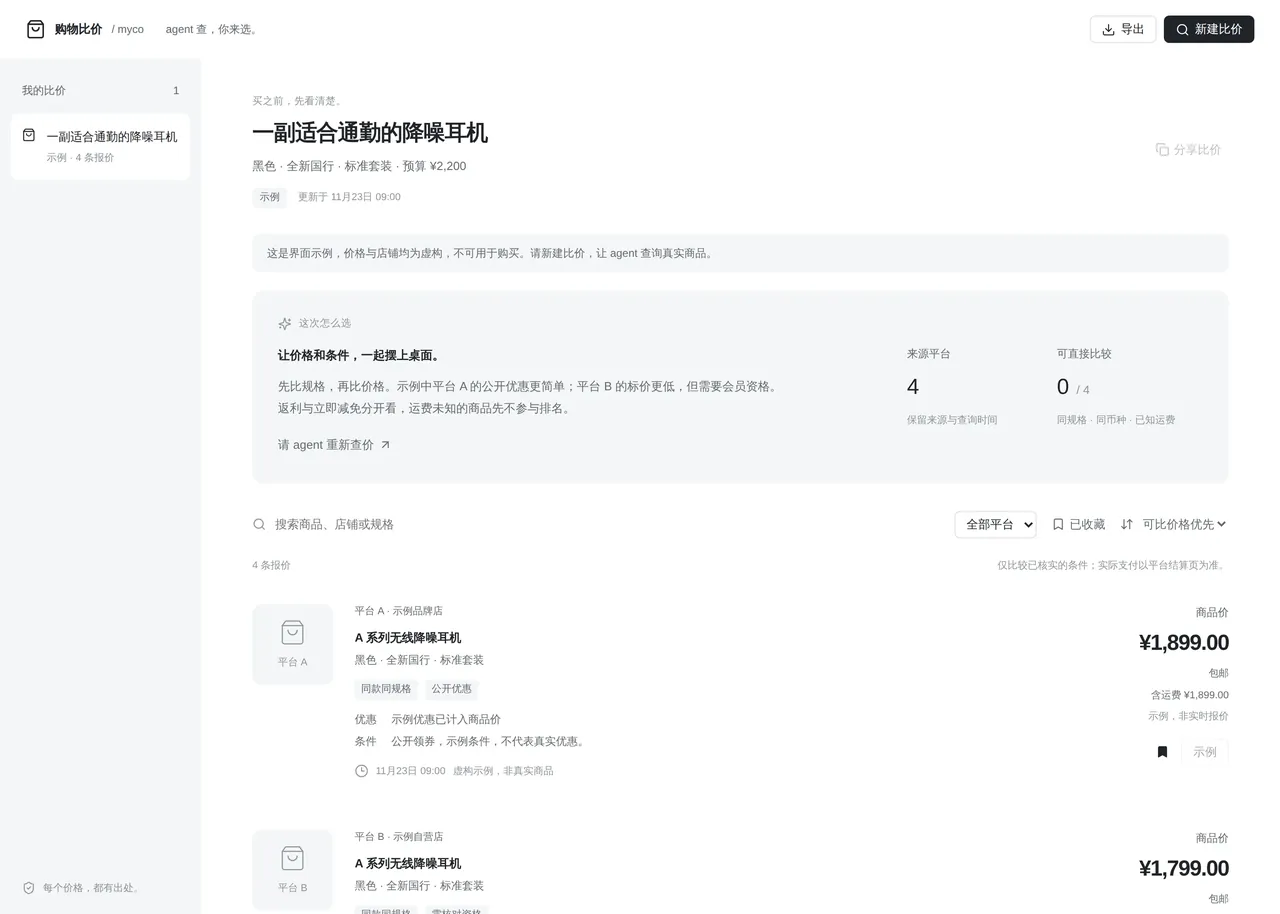 购物比价 / myco agent 查，你来选。 导出 新建比价
我的比价 1
一副适合通勤的降噪耳机
示例 · 4 条报价
每个价格，都有出处。
买之前，先看清楚。
一副适合通勤的降噪耳机
黑色 · 全新国行 · 标准套装 · 预算 ¥2,200
示例 更新于 11月23日 09:00
分享比价
这是界面示例，价格与店铺均为虚构，不可用于购买。请新建比价，让 agent 查询真实商品。
这次怎么选
让价格和条件，一起摆上桌面。
先比规格，再比价格。示例中平台 A 的公开优惠更简单；平台 B 的标价更低，但需要会员资格。
返利与立即减免分开看，运费未知的商品先不参与排名。
请 agent 重新查价
来源平台
4
保留来源与查询时间
可直接比较
0 / 4
同规格 · 同币种 · 已知运费
搜索商品、店铺或规格 全部平台 已收藏 可比价格优先
4 条报价 仅比较已核实的条件；实际支付以平台结算页为准。
平台 A
平台 A · 示例品牌店
A 系列无线降噪耳机
黑色 · 全新国行 · 标准套装
同款同规格 公开优惠
优惠 示例优惠已计入商品价
条件 公开领券，示例条件，不代表真实优惠。
11月23日 09:00 虚构示例，非真实商品
商品价
¥1,899.00
包邮
含运费 ¥1,899.00
示例，非实时报价
示例
平台 B
平台 B · 示例自营店
A 系列无线降噪耳机
黑色 · 全新国行 · 标准套装
同款同规格 需核对资格
商品价
¥1,799.00
包邮